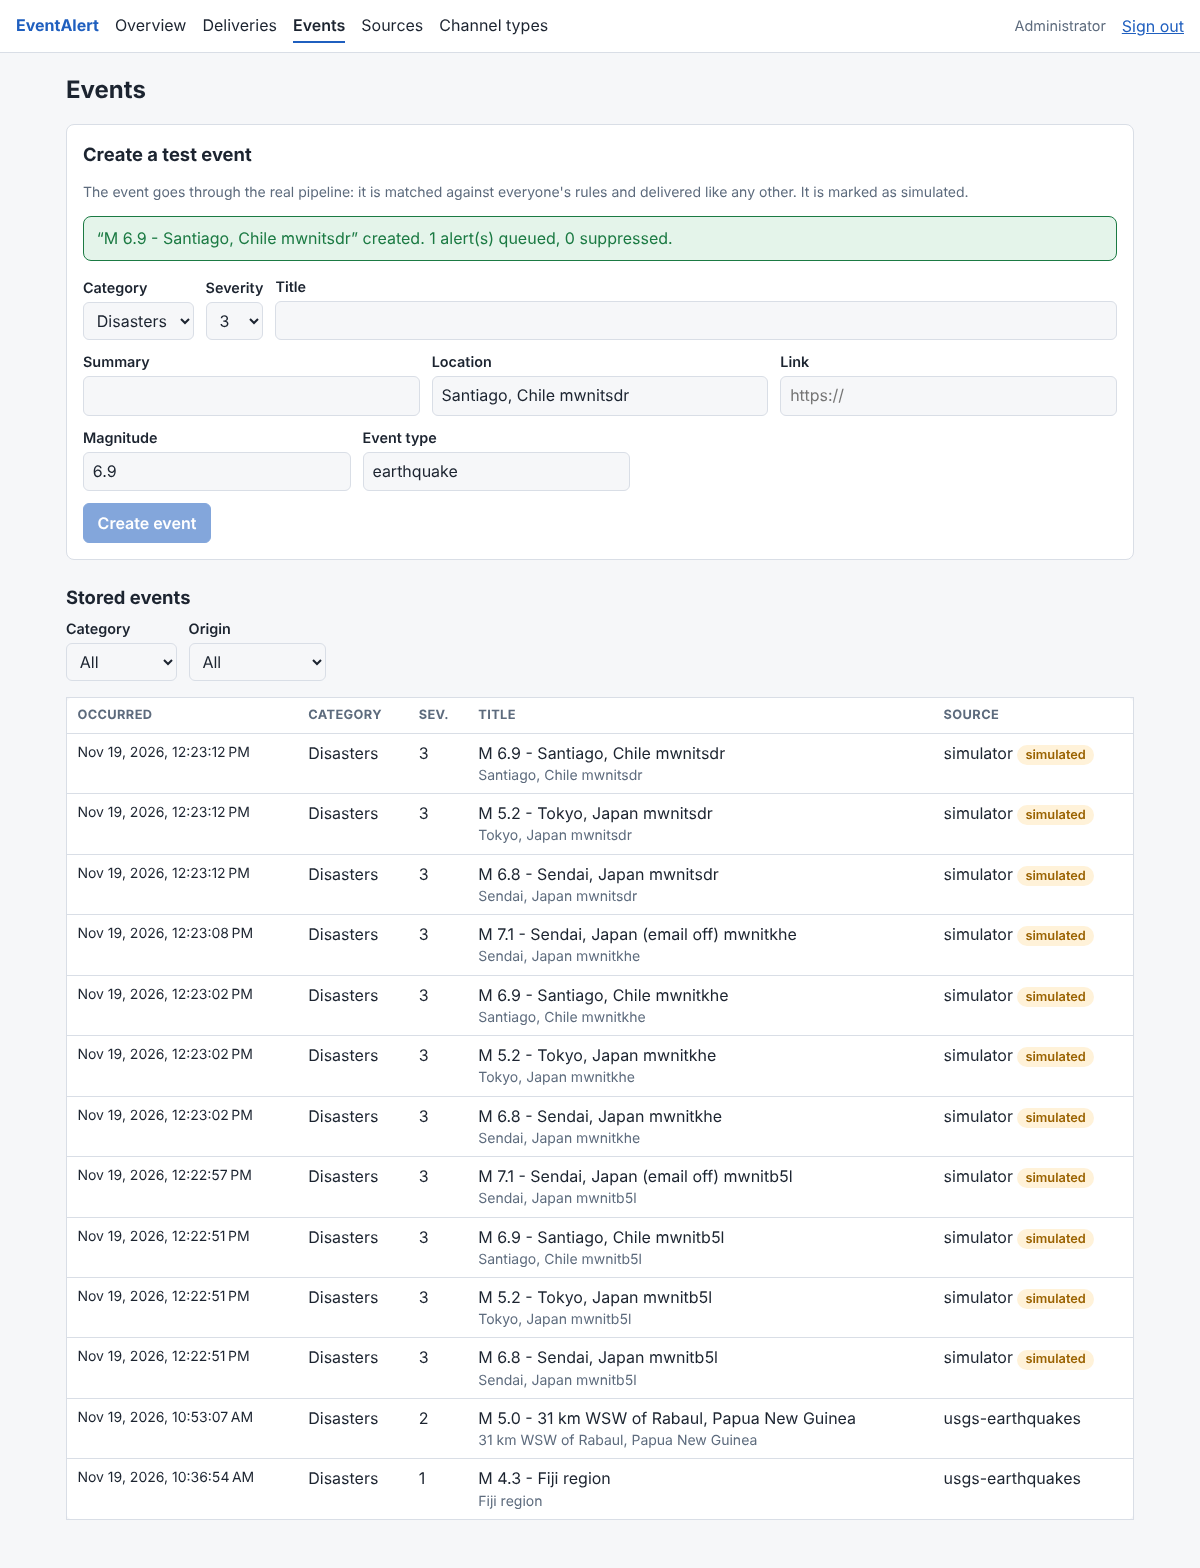 EventAlert Overview Deliveries Events Sources Channel types Administrator Sign out
Events
Create a test event
The event goes through the real pipeline: it is matched against everyone's rules and delivered like any other. It is marked as simulated.
“M 6.9 - Santiago, Chile mwnitsdr” created. 1 alert(s) queued, 0 suppressed.
Category Severity Title
Disasters 3
Summary Location Link
Santiago, Chile mwnitsdr https://
Magnitude Event type
6.9 earthquake
Create event
Stored events
Category Origin
All All
OCCURRED CATEGORY SEV. TITLE SOURCE
Nov 19, 2026, 12:23:12 PM Disasters 3 M 6.9 - Santiago, Chile mwnitsdr simulator simulated
Santiago, Chile mwnitsdr
Nov 19, 2026, 12:23:12 PM Disasters 3 M 5.2 - Tokyo, Japan mwnitsdr simulator simulated
Tokyo, Japan mwnitsdr
Nov 19, 2026, 12:23:12 PM Disasters 3 M 6.8 - Sendai, Japan mwnitsdr simulator simulated
Sendai, Japan mwnitsdr
Nov 19, 2026, 12:23:08 PM Disasters 3 M 7.1 - Sendai, Japan (email off) mwnitkhe simulator simulated
Sendai, Japan mwnitkhe
Nov 19, 2026, 12:23:02 PM Disasters 3 M 6.9 - Santiago, Chile mwnitkhe simulator simulated
Santiago, Chile mwnitkhe
Nov 19, 2026, 12:23:02 PM Disasters 3 M 5.2 - Tokyo, Japan mwnitkhe simulator simulated
Tokyo, Japan mwnitkhe
Nov 19, 2026, 12:23:02 PM Disasters 3 M 6.8 - Sendai, Japan mwnitkhe simulator simulated
Sendai, Japan mwnitkhe
Nov 19, 2026, 12:22:57 PM Disasters 3 M 7.1 - Sendai, Japan (email off) mwnitb5l simulator simulated
Sendai, Japan mwnitb5l
Nov 19, 2026, 12:22:51 PM Disasters 3 M 6.9 - Santiago, Chile mwnitb5l simulator simulated
Santiago, Chile mwnitb5l
Nov 19, 2026, 12:22:51 PM Disasters 3 M 5.2 - Tokyo, Japan mwnitb5l simulator simulated
Tokyo, Japan mwnitb5l
Nov 19, 2026, 12:22:51 PM Disasters 3 M 6.8 - Sendai, Japan mwnitb5l simulator simulated
Sendai, Japan mwnitb5l
Nov 19, 2026, 10:53:07 AM Disasters 2 M 5.0 - 31 km WSW of Rabaul, Papua New Guinea usgs-earthquakes
31 km WSW of Rabaul, Papua New Guinea
Nov 19, 2026, 10:36:54 AM Disasters 1 M 4.3 - Fiji region usgs-earthquakes
Fiji region